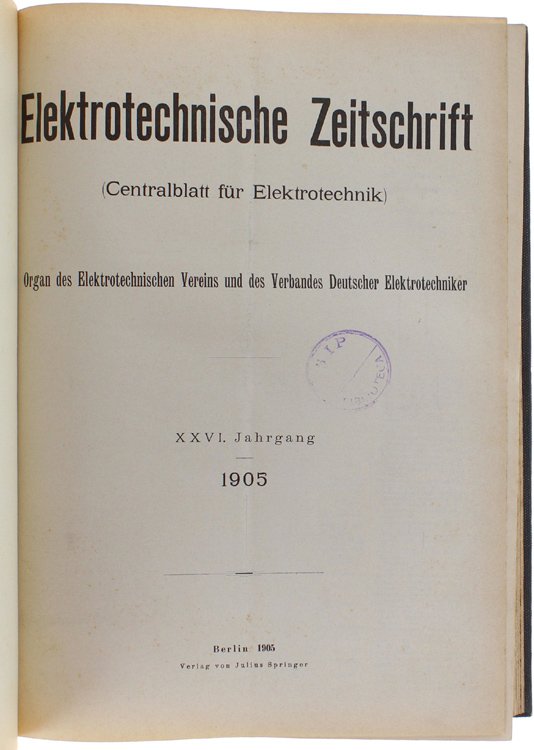 Elektrotechnische Zeitschrift
(Centralblatt für Elektrotechnik)
Organ des Elektrotechnischen Vereins und des Verbandes Deutscher Elektrotechniker
XXVI. Jahrgang
1905
Berlin 1905
Verlag von Julius Springer